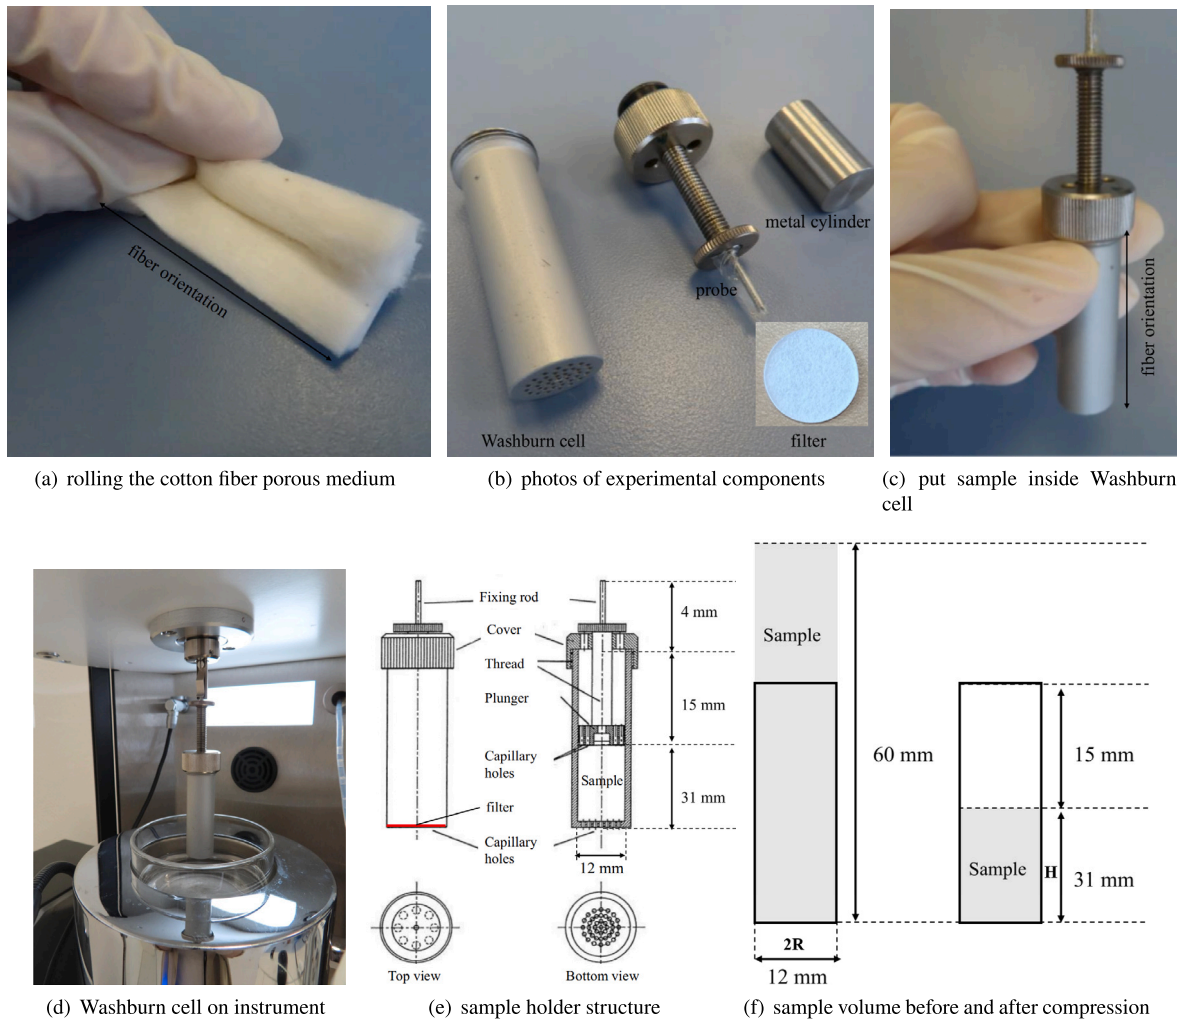 fiber orientation
Washburn cell
probe
metal cylinder
filter
fiber orientation
(a) rolling the cotton fiber porous medium
(b) photos of experimental components
(c) put sample inside Washburn
cell
Fixing rod
Cover
Thread
Plunger
Capillary
holes
filter
Capillary
holes
Sample
4 mm
15 mm
31 mm
12 mm
Top view
Bottom view
Sample
60 mm
2R
12 mm
Sample
H
15 mm
31 mm
(d) Washburn cell on instrument
(e) sample holder structure
(f) sample volume before and after compression